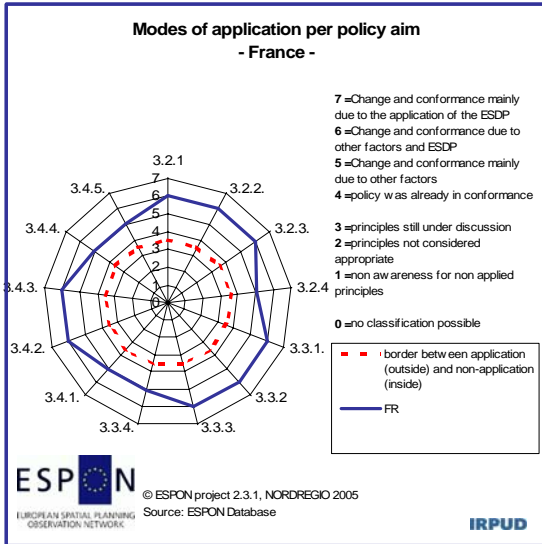 Modes of application per policy aim
- France -
7 =Change and conformance mainly
due to the application of the ESDP
6 =Change and conformance due to
other factors and ESDP
5 =Change and conformance mainly
due to other factors
4 =policy was already in conformance
3 =principles still under discussion
2 =principles not considered
appropriate
1 =non awareness for non applied
principles
0 =no classification possible
border between application
(outside) and non-application
(inside)
FR
3.2.1
3.2.2.
3.2.3.
3.2.4
3.3.1.
3.3.2
3.3.3.
3.3.4.
3.4.1.
3.4.2.
3.4.3.
3.4.4.
3.4.5.
7
6
5
4
3
2
1
0
ESPON
EUROPEAN SPATIAL PLANNING
OBSERVATION NETWORK
© ESPON project 2.3.1, NORDREGIO 2005
Source: ESPON Database
IRPUD